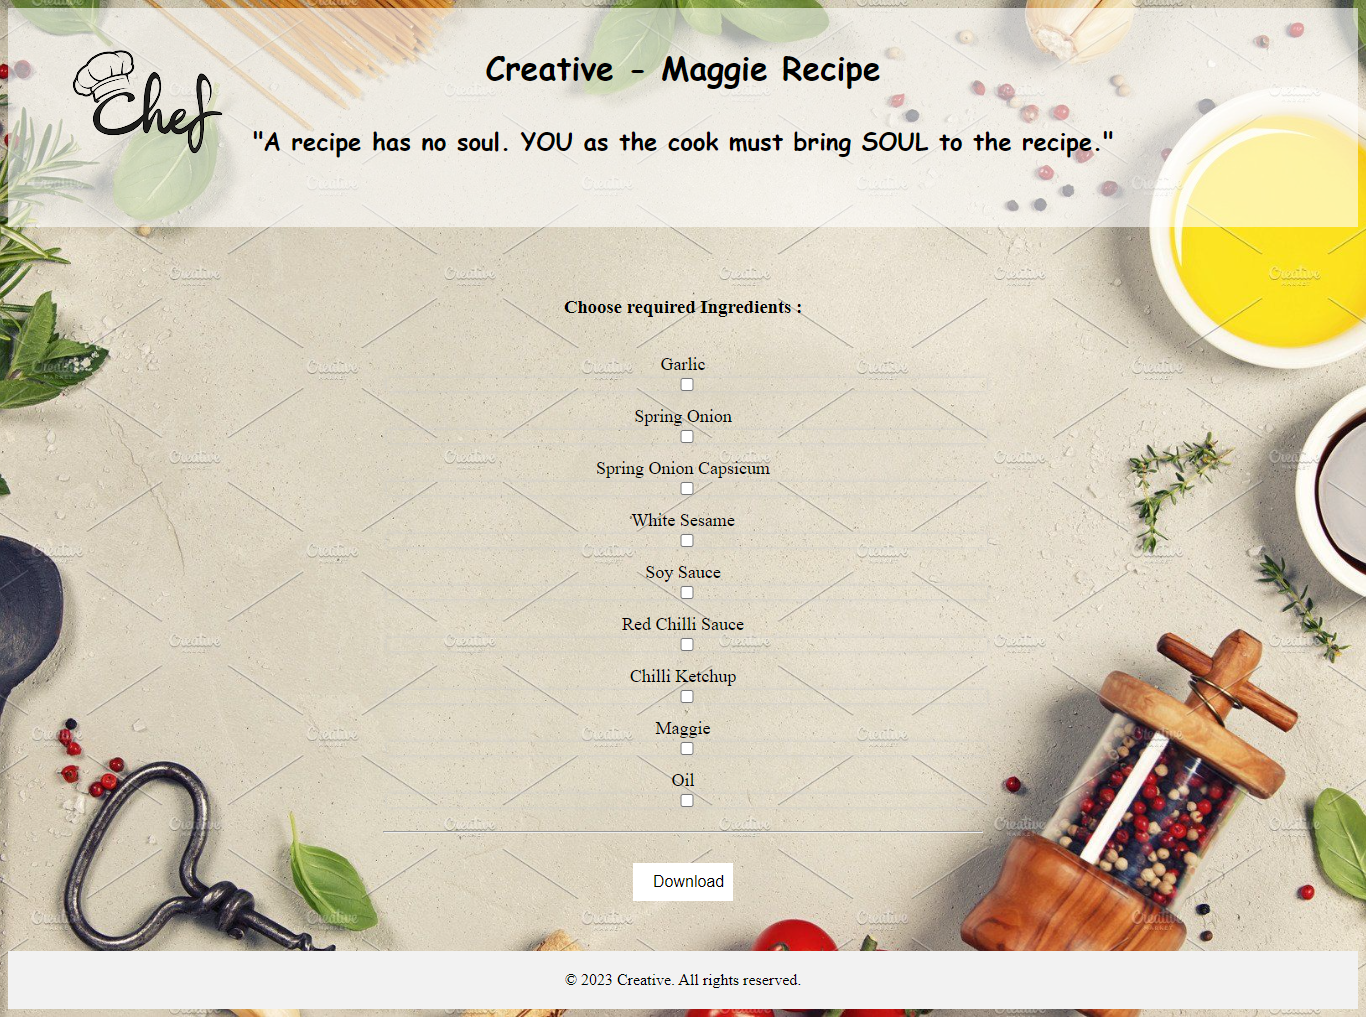 Chef
Creative - Maggie Recipe
"A recipe has no soul. YOU as the cook must bring SOUL to the recipe."
Choose required Ingredients :
Garlic
Spring Onion
Spring Onion Capsicum
White Sesame
Soy Sauce
Red Chilli Sauce
Chilli Ketchup
Maggie
Oil
Download
© 2023 Creative. All rights reserved.